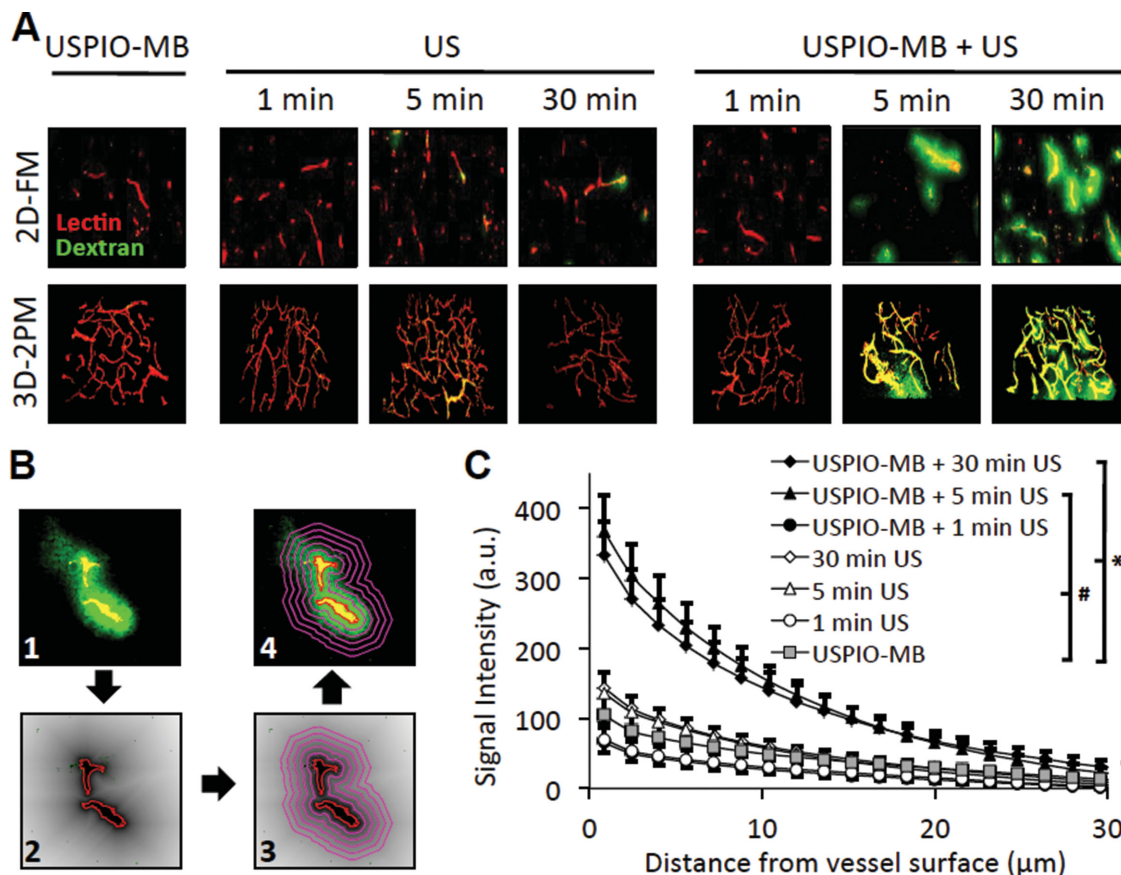 A
USPIO-MB US USPIO-MB + US
1 min 5 min 30 min 1 min 5 min 30 min
2D-FM
Lectin
Dextran
3D-2PM
B
1 4
2 3
C
USPIO-MB + 30 min US
USPIO-MB + 5 min US
USPIO-MB + 1 min US
30 min US
5 min US
1 min US
USPIO-MB
*
#
Signal Intensity (a.u.)
400
300
200
100
0
0 10 20 30
Distance from vessel surface (μm)